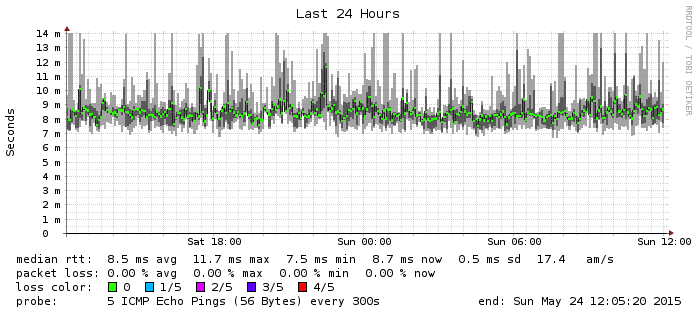 Last 24 Hours
RRDTOOL / TOBI OETIKER
Seconds
14 m
13 m
12 m
11 m
10 m
9 m
8 m
7 m
6 m
5 m
4 m
3 m
2 m
1 m
0
Sat 18:00 Sun 00:00 Sun 06:00 Sun 12:00
median rtt: 8.5 ms avg 11.7 ms max 7.5 ms min 8.7 ms now 0.5 ms sd 17.4 am/s
packet loss: 0.00 % avg 0.00 % max 0.00 % min 0.00 % now
loss color: 0 1/5 2/5 3/5 4/5
probe: 5 ICMP Echo Pings (56 Bytes) every 300s end: Sun May 24 12:05:20 2015